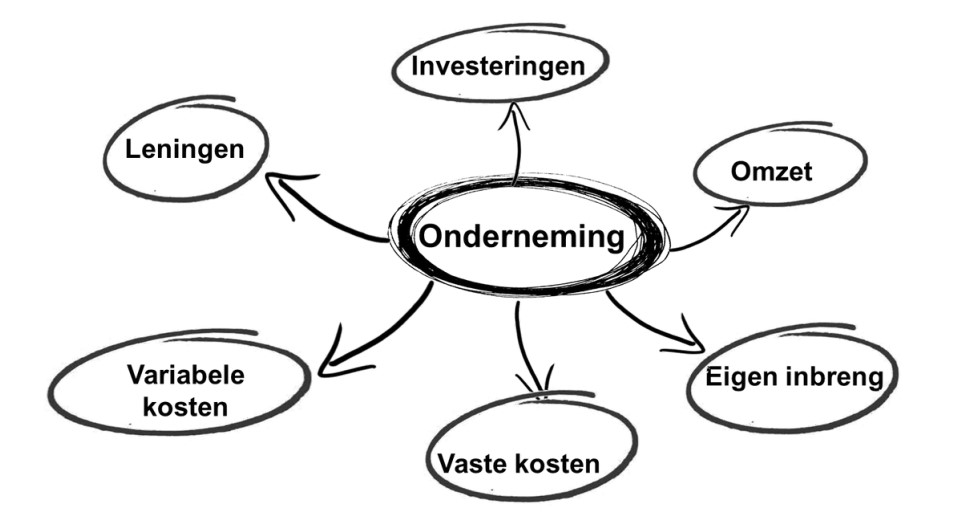 Investeringen
Leningen
Omzet
Onderneming
Variabele
kosten
Eigen inbreng
Vaste kosten